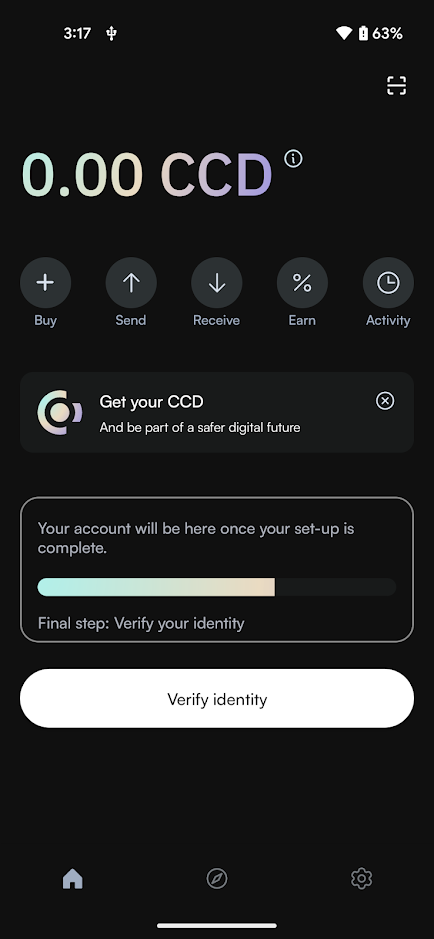 3:17
63%
0.00 CCD
Buy
Send
Receive
Earn
Activity
Get your CCD
And be part of a safer digital future
Your account will be here once your set-up is
complete.
Final step: Verify your identity
Verify identity